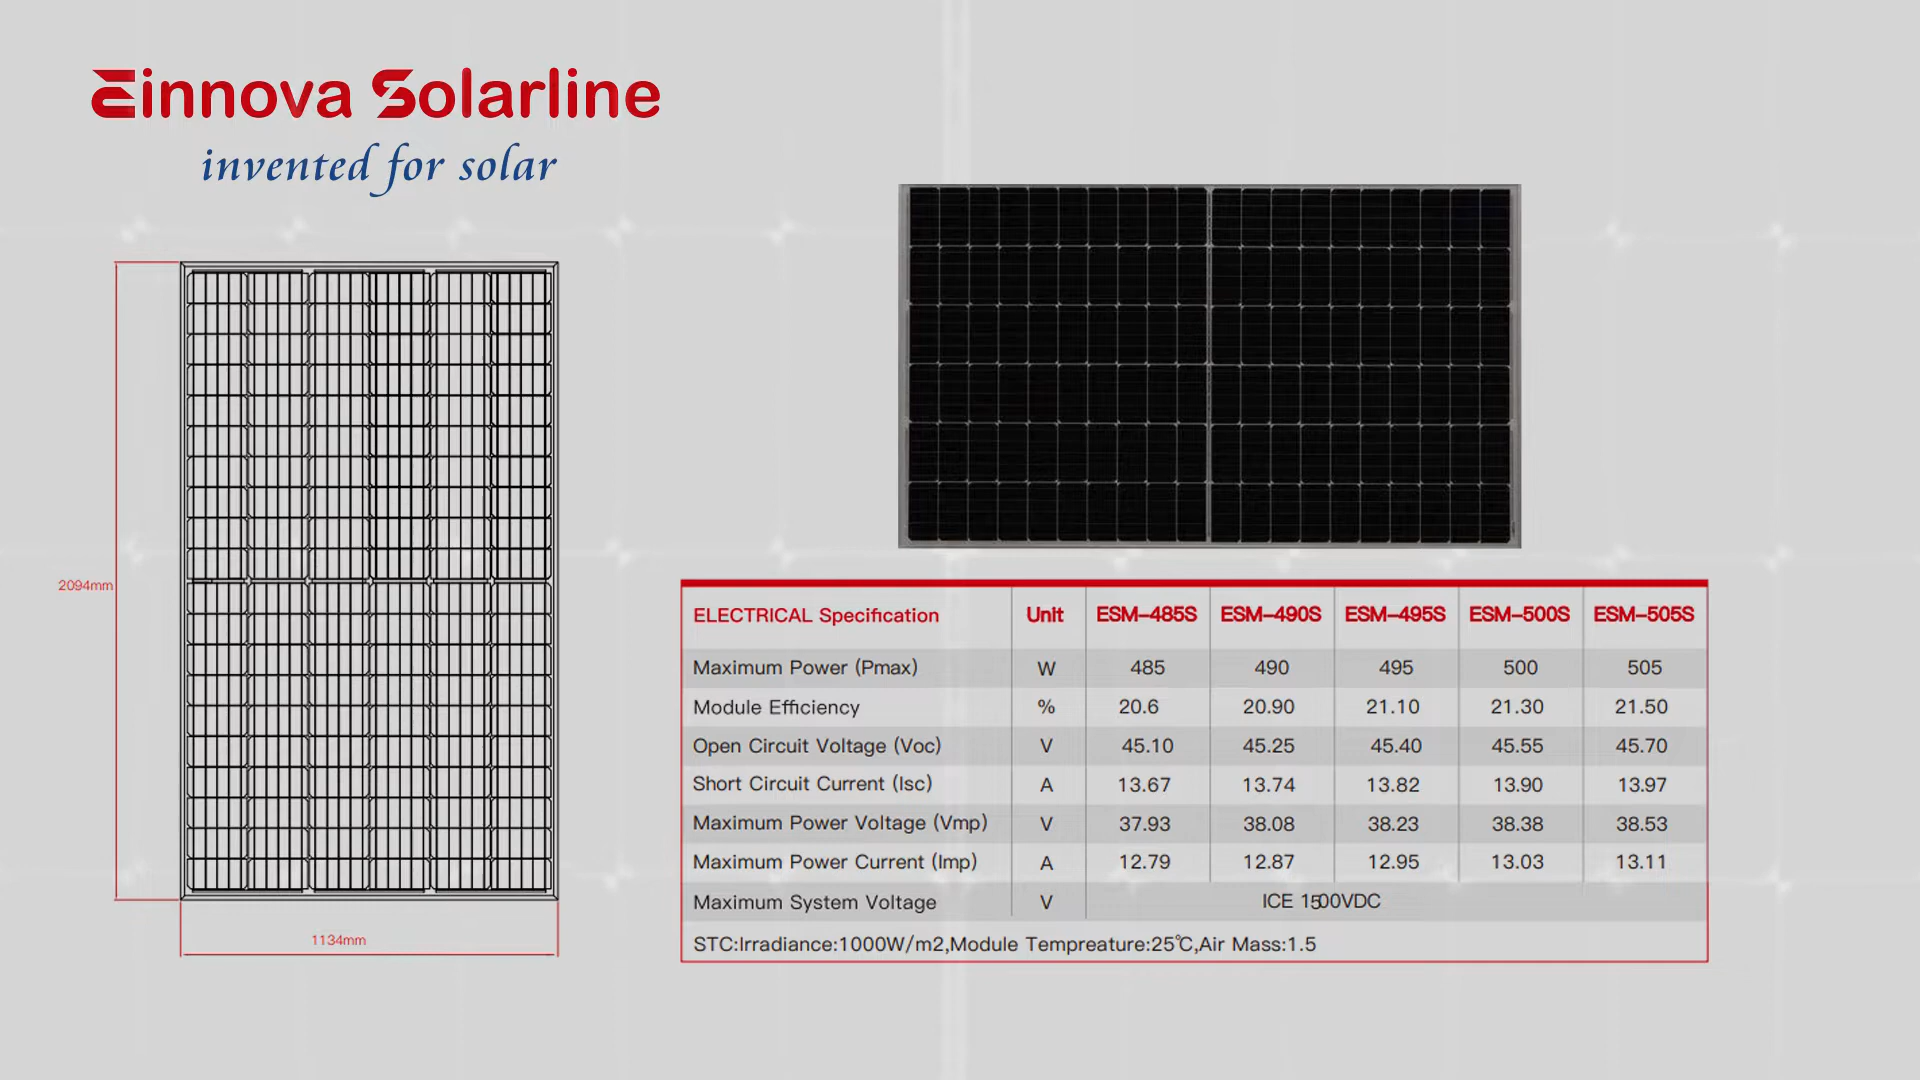 Einnova Solarline
invented for solar
2094mm
1134mm
ELECTRICAL Specification Unit ESM-485S ESM-490S ESM-495S ESM-500S ESM-505S
Maximum Power (Pmax) W 485 490 495 500 505
Module Efficiency % 20.6 20.90 21.10 21.30 21.50
Open Circuit Voltage (Voc) V 45.10 45.25 45.40 45.55 45.70
Short Circuit Current (Isc) A 13.67 13.74 13.82 13.90 13.97
Maximum Power Voltage (Vmp) V 37.93 38.08 38.23 38.38 38.53
Maximum Power Current (Imp) A 12.79 12.87 12.95 13.03 13.11
Maximum System Voltage V ICE 1500VDC
STC:Irradiance:1000W/m2,Module Tempreature:25℃,Air Mass:1.5